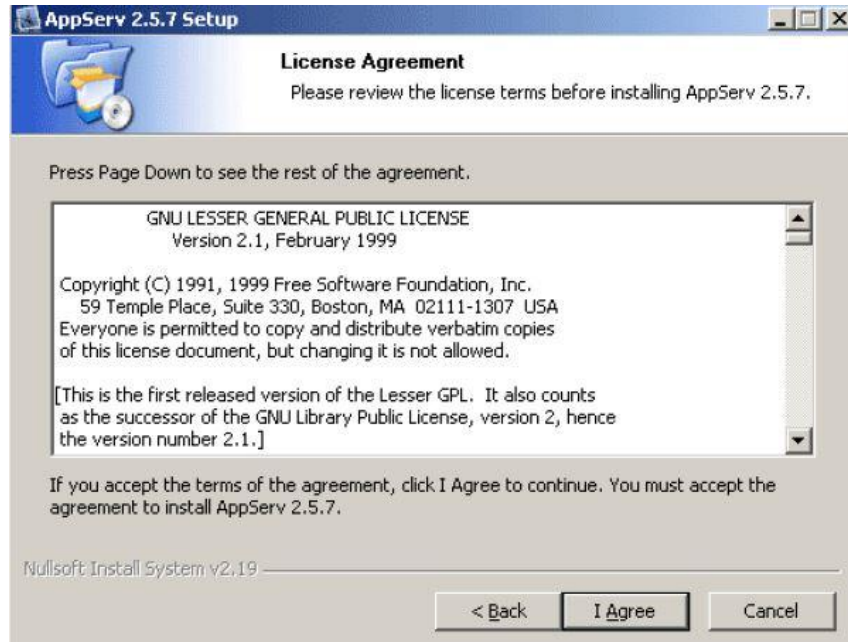 AppServ 2.5.7 Setup
License Agreement
Please review the license terms before installing AppServ 2.5.7.
Press Page Down to see the rest of the agreement.
GNU LESSER GENERAL PUBLIC LICENSE
Version 2.1, February 1999
Copyright (C) 1991, 1999 Free Software Foundation, Inc.
59 Temple Place, Suite 330, Boston, MA 02111-1307 USA
Everyone is permitted to copy and distribute verbatim copies
of this license document, but changing it is not allowed.
[This is the first released version of the Lesser GPL. It also counts
as the successor of the GNU Library Public License, version 2, hence
the version number 2.1.]
If you accept the terms of the agreement, click I Agree to continue. You must accept the
agreement to install AppServ 2.5.7.
Nullsoft Install System v2.19
< Back I Agree Cancel